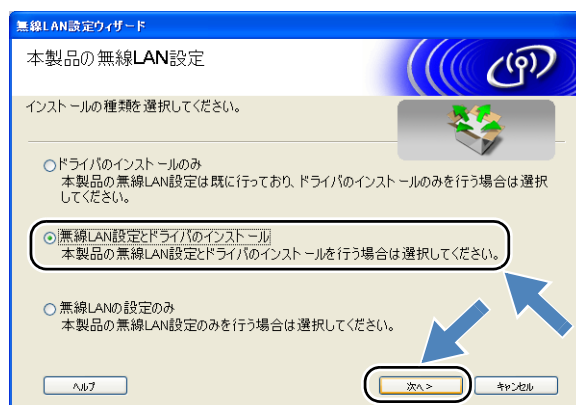 無線LAN設定ウィザード
本製品の無線LAN設定
インストールの種類を選択してください。
ドライバのインストールのみ
本製品の無線LAN設定は既に行っており、ドライバのインストールのみを行う場合は選択
してください。
無線LAN設定とドライバのインストール
本製品の無線LAN設定とドライバのインストールを行う場合は選択してください。
無線LANの設定のみ
本製品の無線LAN設定のみを行う場合は選択してください。
ヘルプ
次へ >
キャンセル